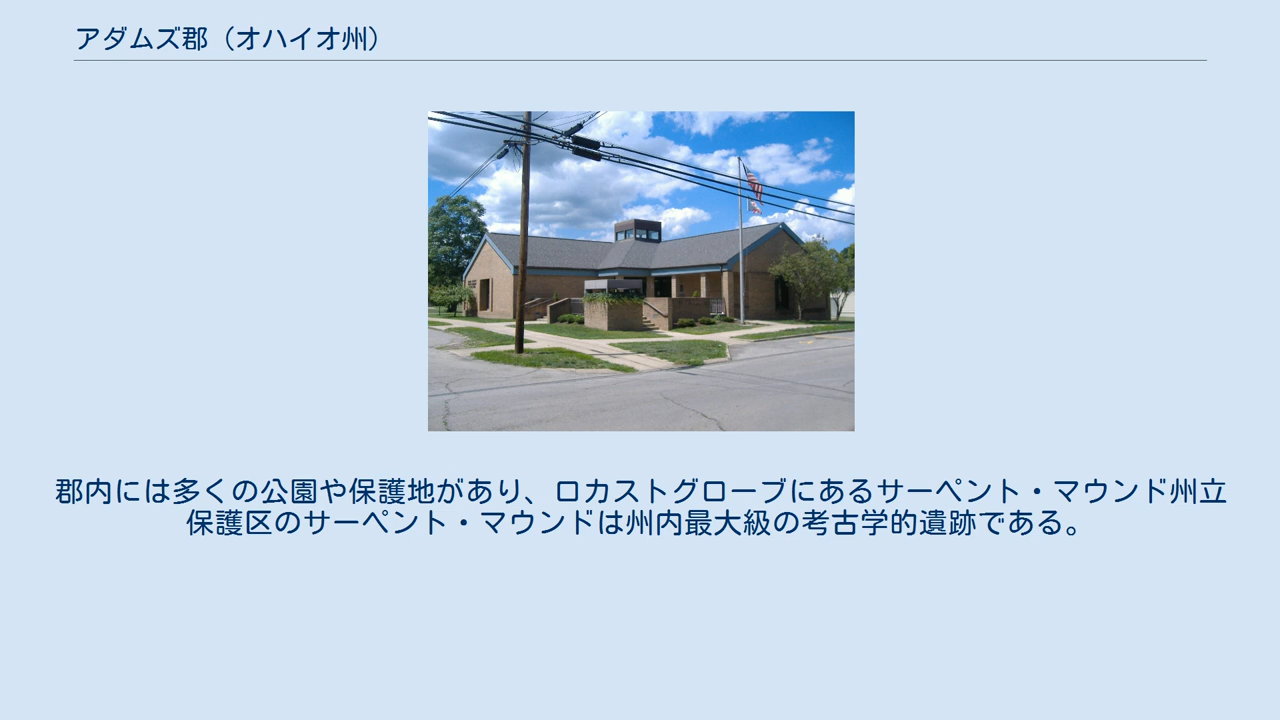 アダムズ郡（オハイオ州）
郡内には多くの公園や保護地があり、ロカストグローブにあるサーペント・マウンド州立
保護区のサーペント・マウンドは州内最大級の考古学的遺跡である。